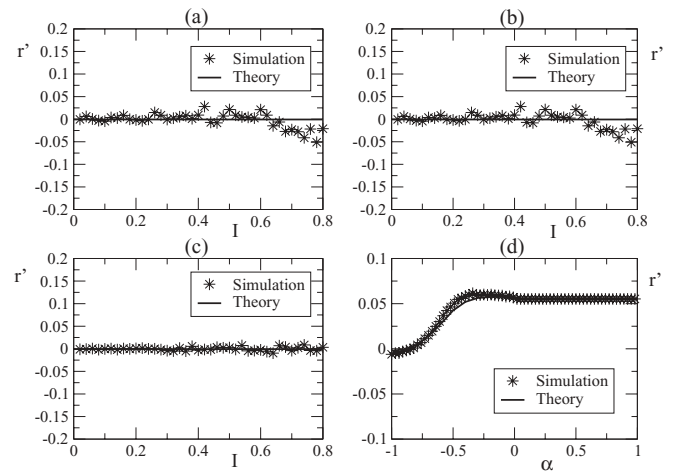 (a)
r'
0.2
0.15
0.1
0.05
0
-0.05
-0.1
-0.15
-0.2
Simulation
Theory
0 0.2 0.4 0.6 0.8
I
(b)
r'
0.2
0.15
0.1
0.05
0
-0.05
-0.1
-0.15
-0.2
Simulation
Theory
0 0.2 0.4 0.6 0.8
I
(c)
r'
0.2
0.15
0.1
0.05
0
-0.05
-0.1
-0.15
-0.2
Simulation
Theory
0 0.2 0.4 0.6 0.8
I
(d)
r'
0.1
0.05
0
0.05
0.1
Simulation
Theory
-1 -0.5 0 0.5 1
α